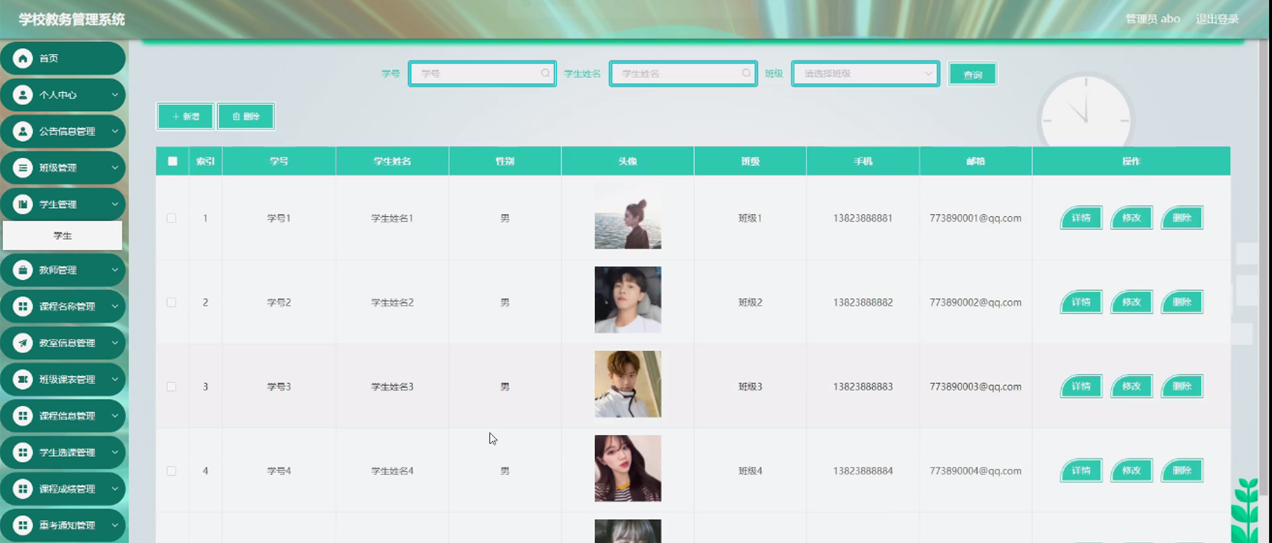 学校教务管理系统
管理员 abo 退出登录
首页
个人中心
公告信息管理
班级管理
学生管理
学生
教师管理
课程名称管理
教室信息管理
班级课表管理
课程信息管理
学生选课管理
课程成绩管理
重考通知管理
学号 学号 学生姓名 学生姓名 班级 请选择班级 查询
新增 删除
索引 学号 学生姓名 性别 头像 班级 手机 邮箱 操作
1 学号1 学生姓名1 男 班级1 13823888881 773890001@qq.com 详情 修改 删除
2 学号2 学生姓名2 男 班级2 13823888882 773890002@qq.com 详情 修改 删除
3 学号3 学生姓名3 男 班级3 13823888883 773890003@qq.com 详情 修改 删除
4 学号4 学生姓名4 男 班级4 13823888884 773890004@qq.com 详情 修改 删除